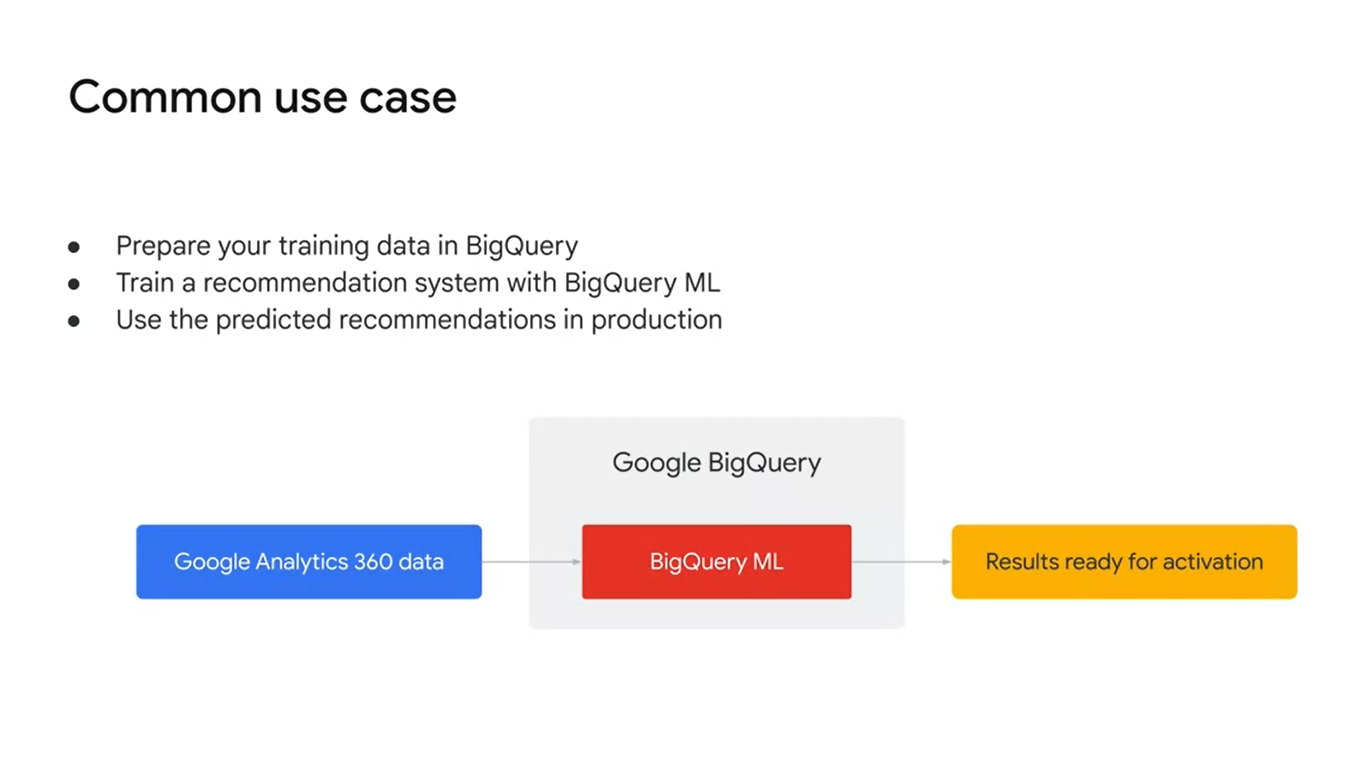 Common use case
● Prepare your training data in BigQuery
● Train a recommendation system with BigQuery ML
● Use the predicted recommendations in production
Google BigQuery
Google Analytics 360 data
BigQuery ML
Results ready for activation